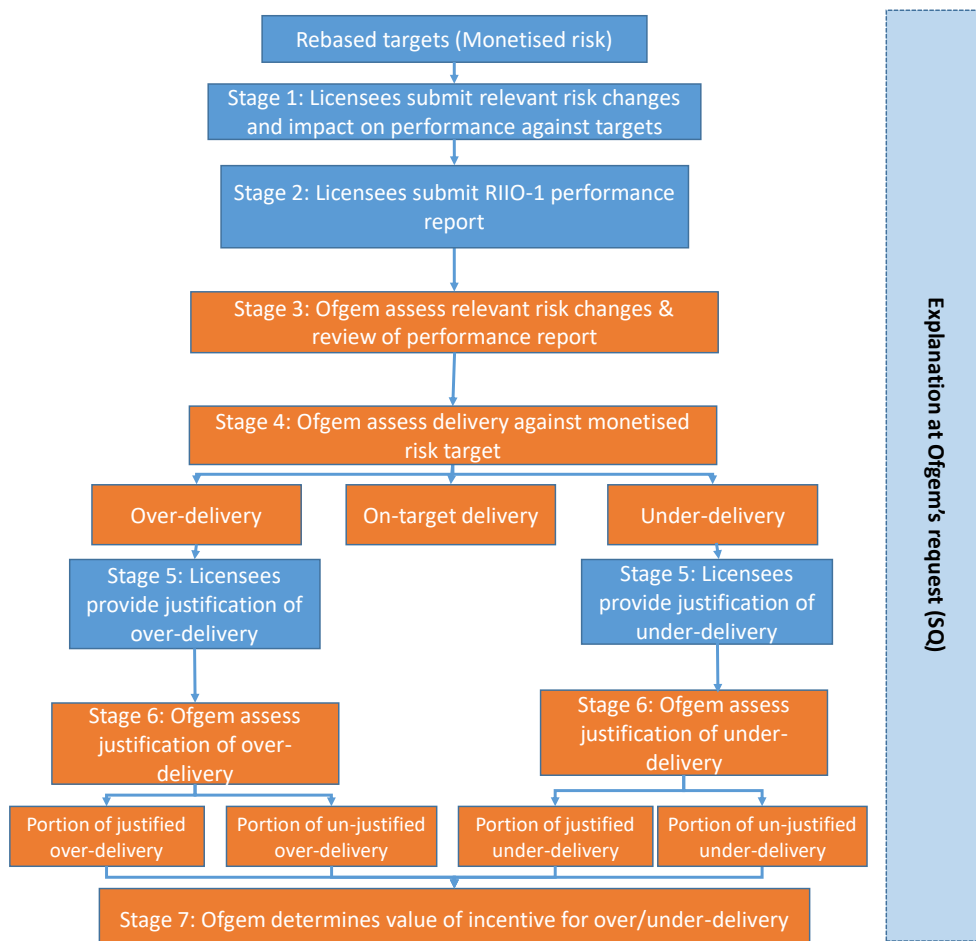 Rebased targets (Monetised risk)
Stage 1: Licensees submit relevant risk changes
and impact on performance against targets
Stage 2: Licensees submit RIIO-1 performance
report
Stage 3: Ofgem assess relevant risk changes &
review of performance report
Stage 4: Ofgem assess delivery against monetised
risk target
Over-delivery
On-target delivery
Under-delivery
Stage 5: Licensees
provide justification of
over-delivery
Stage 5: Licensees
provide justification of
under-delivery
Stage 6: Ofgem assess
justification of over-
delivery
Stage 6: Ofgem assess
justification of under-
delivery
Portion of justified
over-delivery
Portion of un-justified
over-delivery
Portion of justified
under-delivery
Portion of un-justified
under-delivery
Stage 7: Ofgem determines value of incentive for over/under-delivery
Explanation at Ofgem's request (SQ)